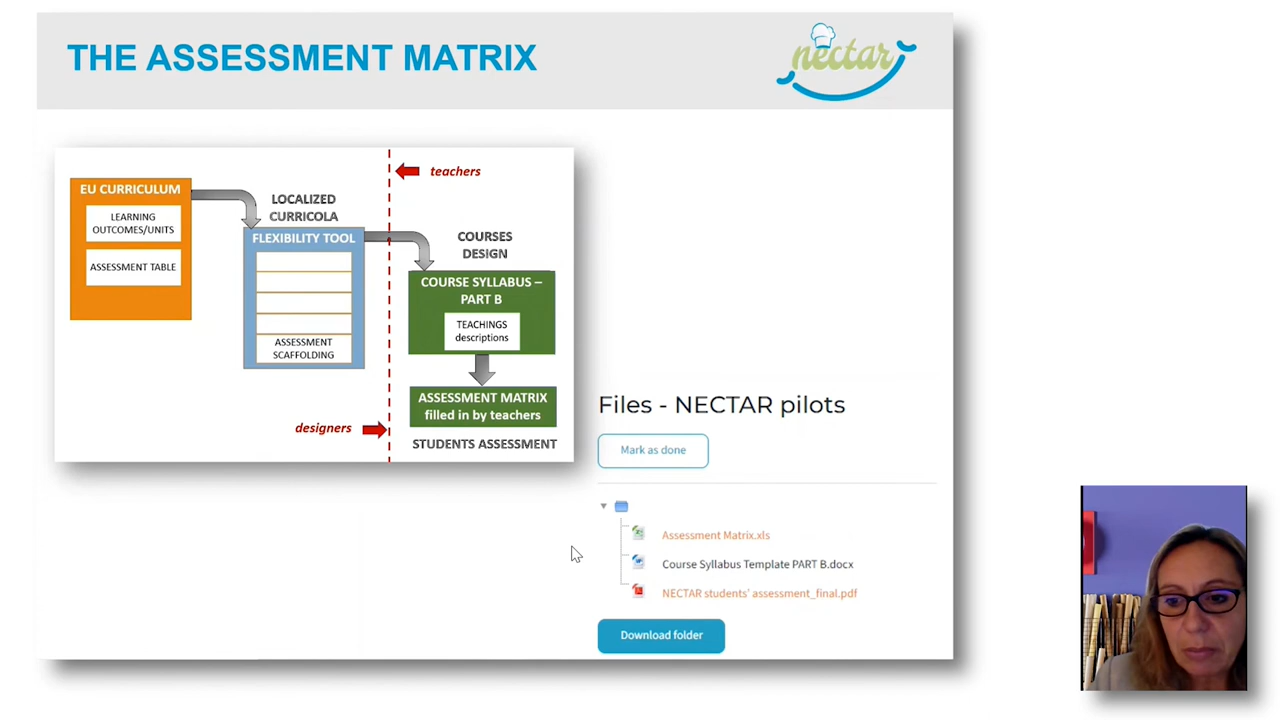 THE ASSESSMENT MATRIX
nectar
teachers
EU CURRICULUM
LEARNING
OUTCOMES/UNITS
ASSESSMENT TABLE
LOCALIZED
CURRICOLA
FLEXIBILITY TOOL
ASSESSMENT
SCAFFOLDING
COURSES
DESIGN
COURSE SYLLABUS –
PART B
TEACHINGS
descriptions
ASSESSMENT MATRIX
filled in by teachers
designers
STUDENTS ASSESSMENT
Files - NECTAR pilots
Mark as done
Assessment Matrix.xls
Course Syllabus Template PART B.docx
NECTAR students' assessment_final.pdf
Download folder